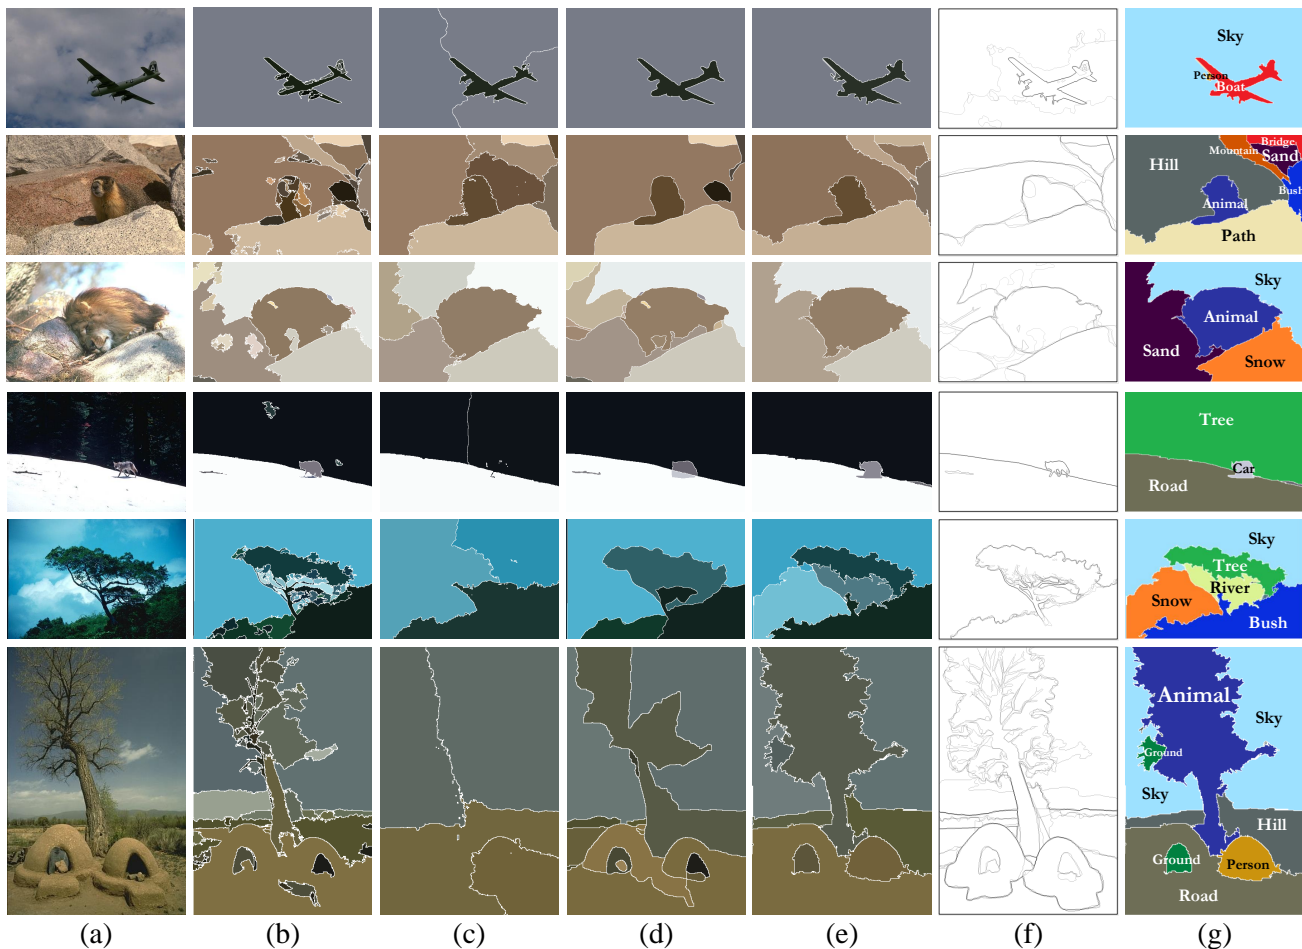 Sky
Person
Boat
Bridge
Mountain
Sand
Hill
Bush
Animal
Path
Sky
Animal
Sand
Snow
Tree
Car
Road
Sky
Tree
River
Snow
Bush
Animal
Sky
Ground
Sky
Hill
Ground
Person
Road
(a) (b) (c) (d) (e) (f) (g)